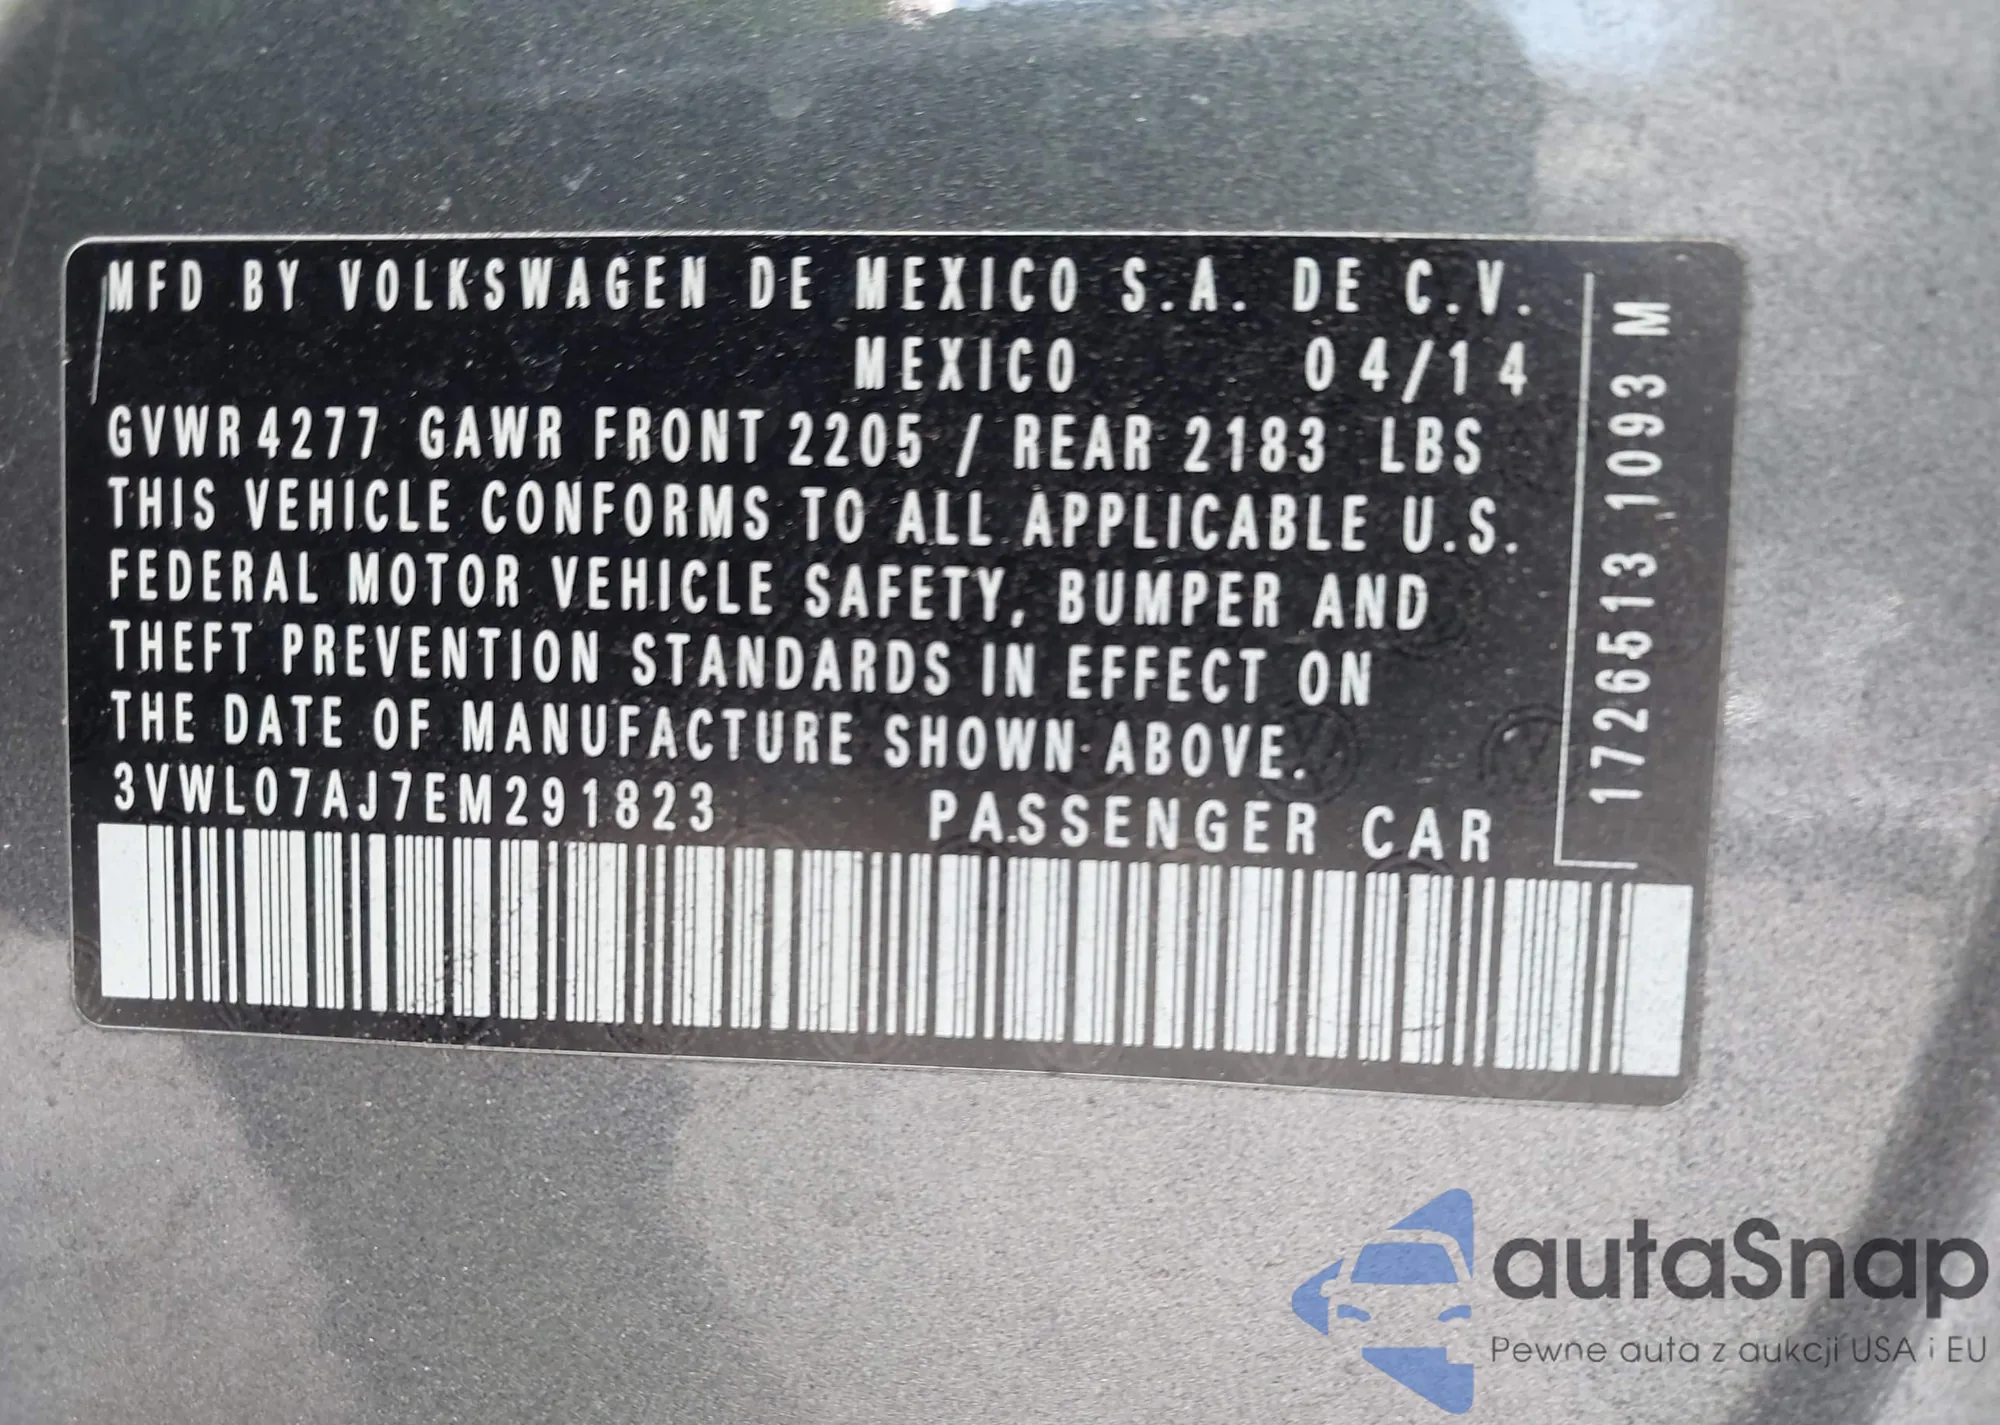 MFD BY VOLKSWAGEN DE MEXICO S.A. DE C.V.
MEXICO 04/14
GVWR 4277 GAWR FRONT 2205 / REAR 2183 LBS
THIS VEHICLE CONFORMS TO ALL APPLICABLE U.S.
FEDERAL MOTOR VEHICLE SAFETY, BUMPER AND
THEFT PREVENTION STANDARDS IN EFFECT ON
THE DATE OF MANUFACTURE SHOWN ABOVE.
3VWL07AJ7EM291823 PASSENGER CAR
1726513 1093 M
autaSnap
Pewne auta z aukcji USA i EU